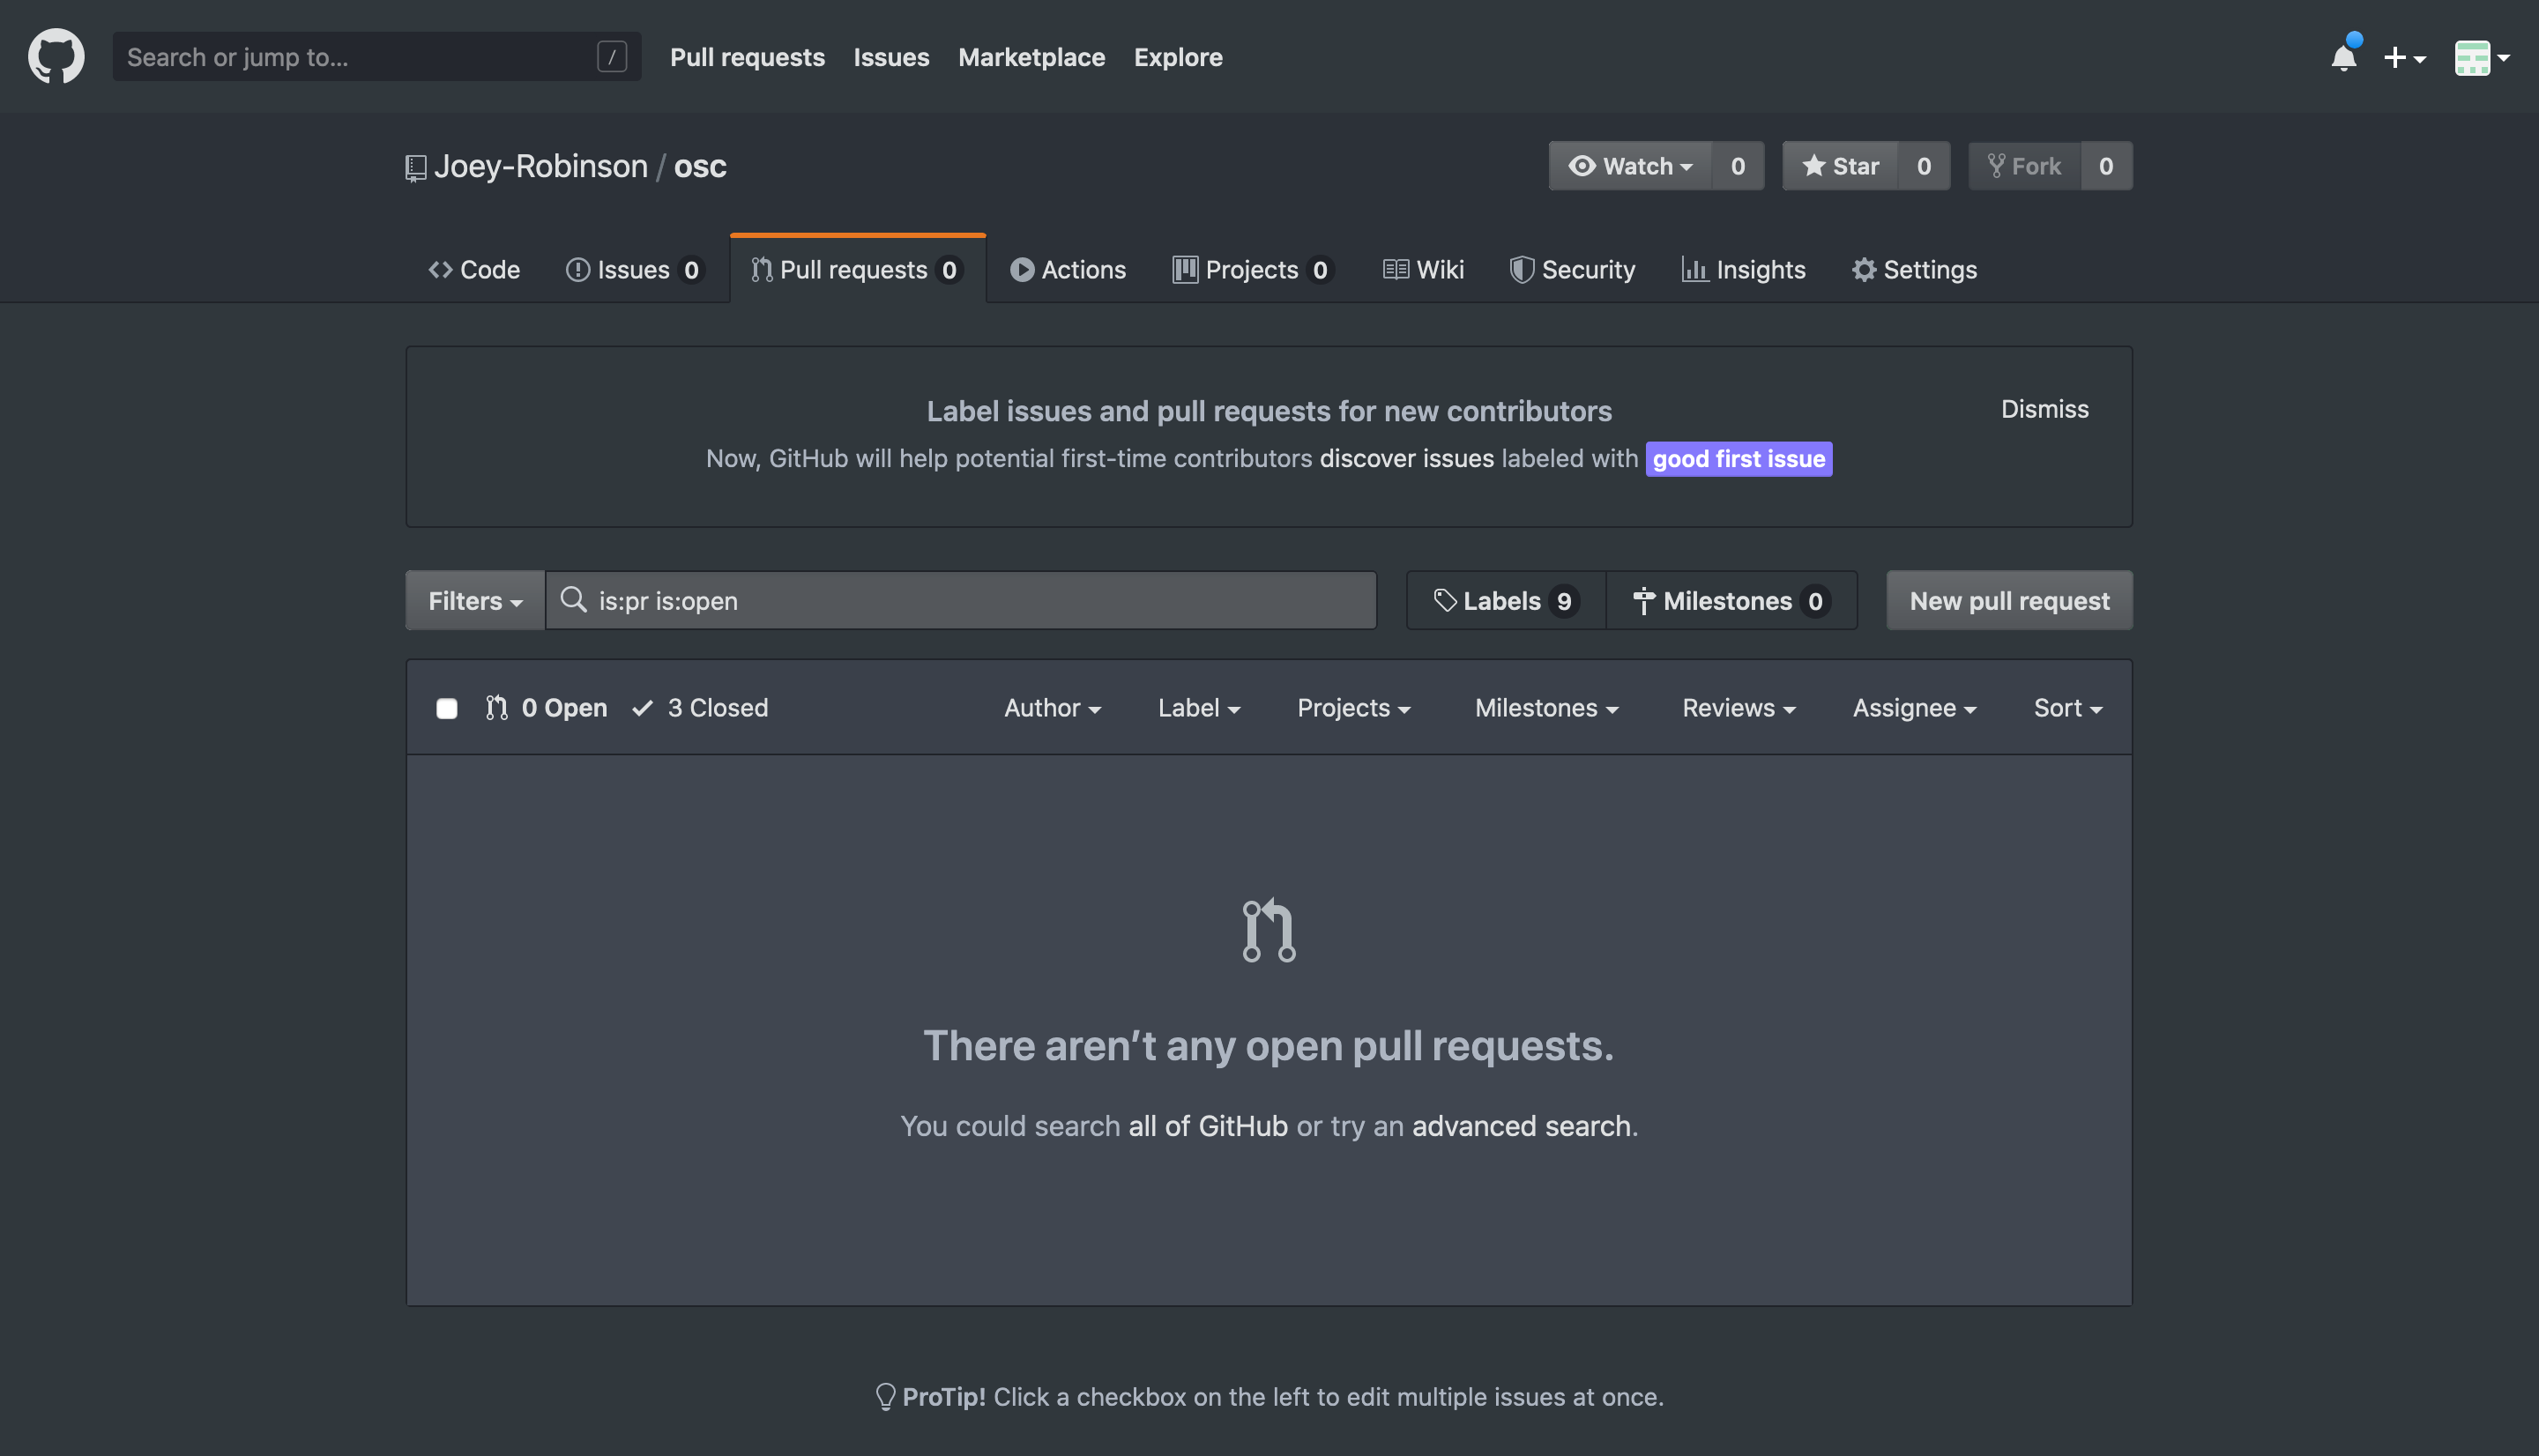 Search or jump to... /
Pull requests Issues Marketplace Explore
Joey-Robinson / osc
Watch 0 Star 0 Fork 0
Code Issues 0 Pull requests 0 Actions Projects 0 Wiki Security Insights Settings
Label issues and pull requests for new contributors
Dismiss
Now, GitHub will help potential first-time contributors discover issues labeled with good first issue
Filters is:pr is:open Labels 9 Milestones 0 New pull request
0 Open 3 Closed Author Label Projects Milestones Reviews Assignee Sort
There aren’t any open pull requests.
You could search all of GitHub or try an advanced search.
ProTip! Click a checkbox on the left to edit multiple issues at once.